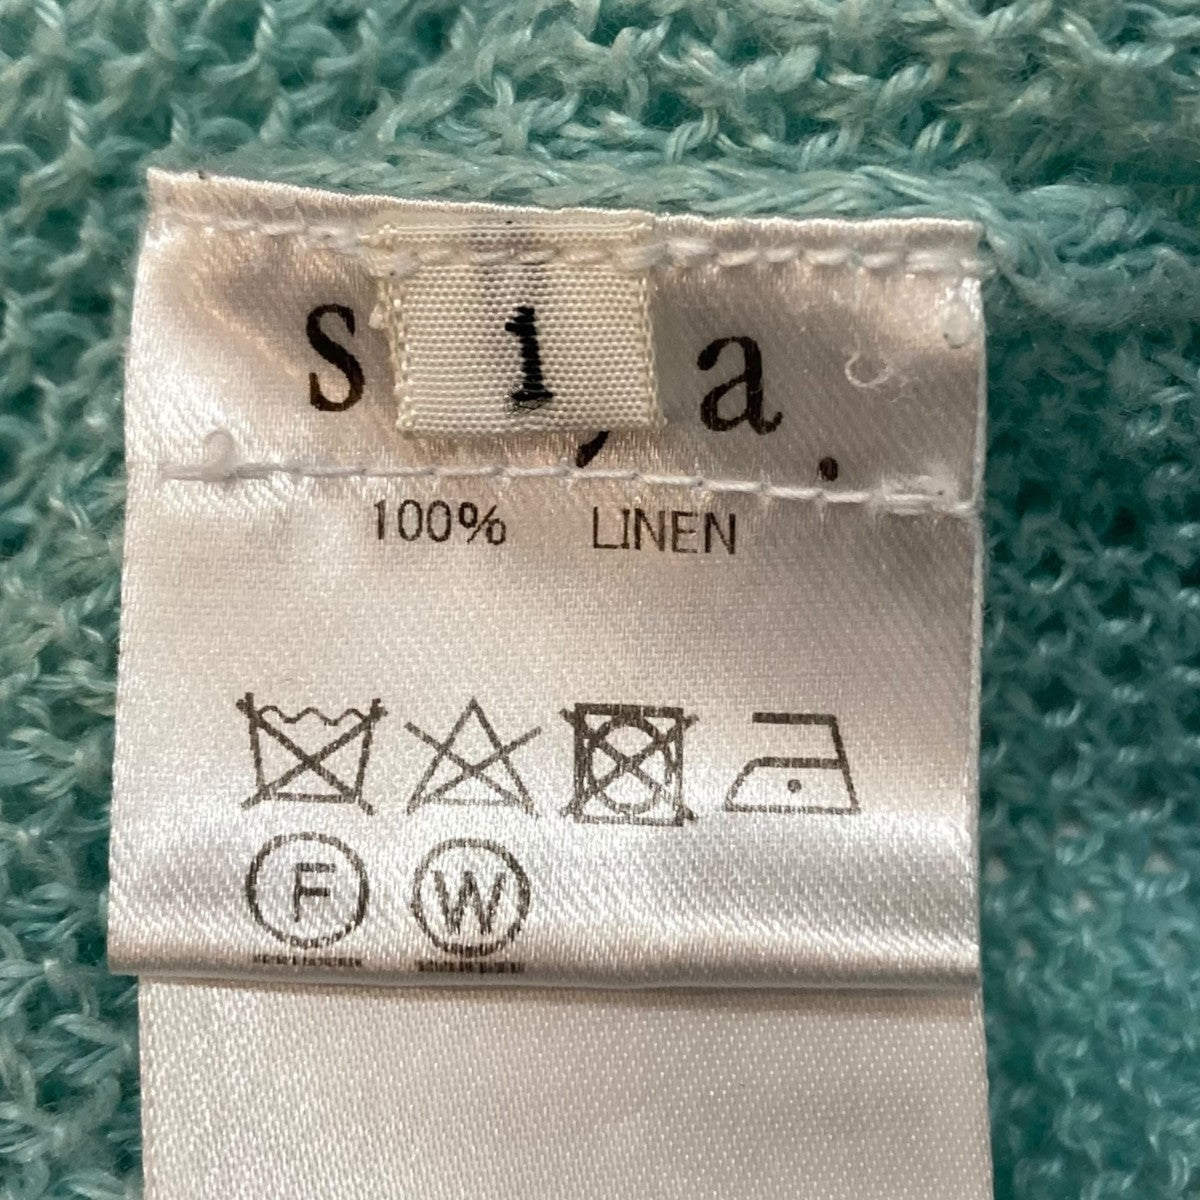 s 1 a.
100% LINEN
F W